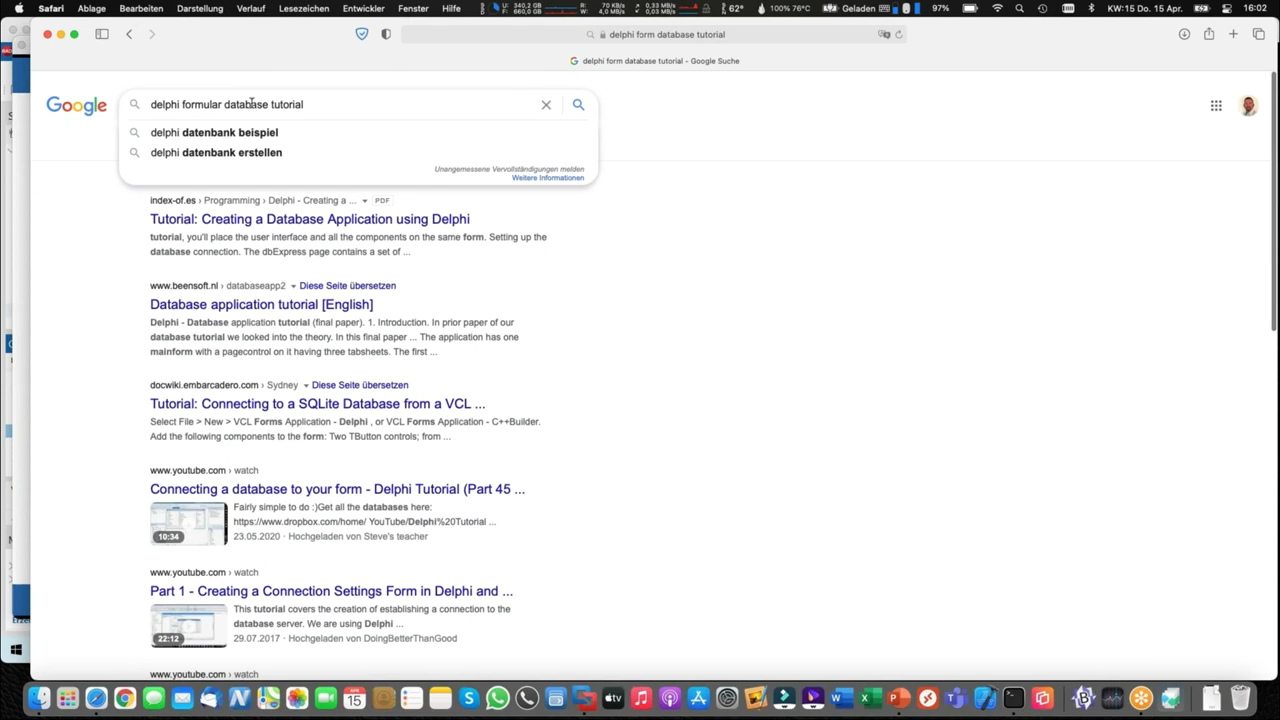 Safari Ablage Bearbeiten Darstellung Verlauf Lesezeichen Entwickler Fenster Hilfe 62° 100% 76°C Geladen 97% KW15 Do. 15. Apr.
delphi form database tutorial
delphi form database tutorial - Google Suche
Google
delphi formular database tutorial
delphi datenbank beispiel
delphi datenbank erstellen
Unangemessene Vervollständigungen melden
Weitere Informationen
index-of.es › Programming › Delphi - Creating a ... PDF
Tutorial: Creating a Database Application using Delphi
tutorial, you'll place the user interface and all the components on the same form. Setting up the
database connection. The dbExpress page contains a set of ...
www.beensoft.nl › databaseapp2 Diese Seite übersetzen
Database application tutorial [English]
Delphi - Database application tutorial (final paper). 1. Introduction. In prior paper of our
database tutorial we looked into the theory. In this final paper ... The application has one
mainform with a pagecontrol on it having three tabsheets. The first ...
docwiki.embarcadero.com › Sydney Diese Seite übersetzen
Tutorial: Connecting to a SQLite Database from a VCL ...
Select File > New > VCL Forms Application - Delphi , or VCL Forms Application - C++Builder.
Add the following components to the form: Two TButton controls; from ...
www.youtube.com › watch
Connecting a database to your form - Delphi Tutorial (Part 45 ...
Fairly simple to do :)Get all the databases here:
https://www.dropbox.com/home/ YouTube/Delphi%20Tutorial ...
10:34
23.05.2020 · Hochgeladen von Steve's teacher
www.youtube.com › watch
Part 1 - Creating a Connection Settings Form in Delphi and ...
This tutorial covers the creation of establishing a connection to the
database server. We are using Delphi ...
22:12
29.07.2017 · Hochgeladen von DoingBetterThanGood
www.youtube.com › watch